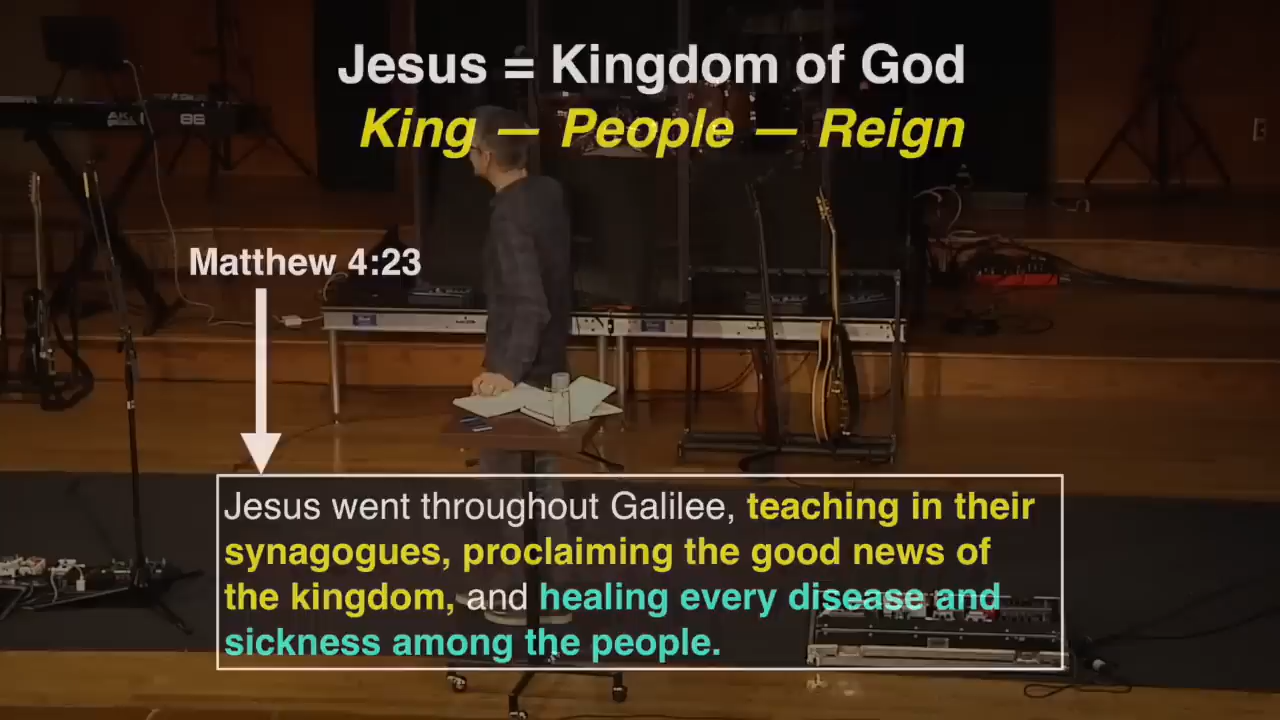 Jesus = Kingdom of God
King – People – Reign
Matthew 4:23
Jesus went throughout Galilee, teaching in their
synagogues, proclaiming the good news of
the kingdom, and healing every disease and
sickness among the people.
88